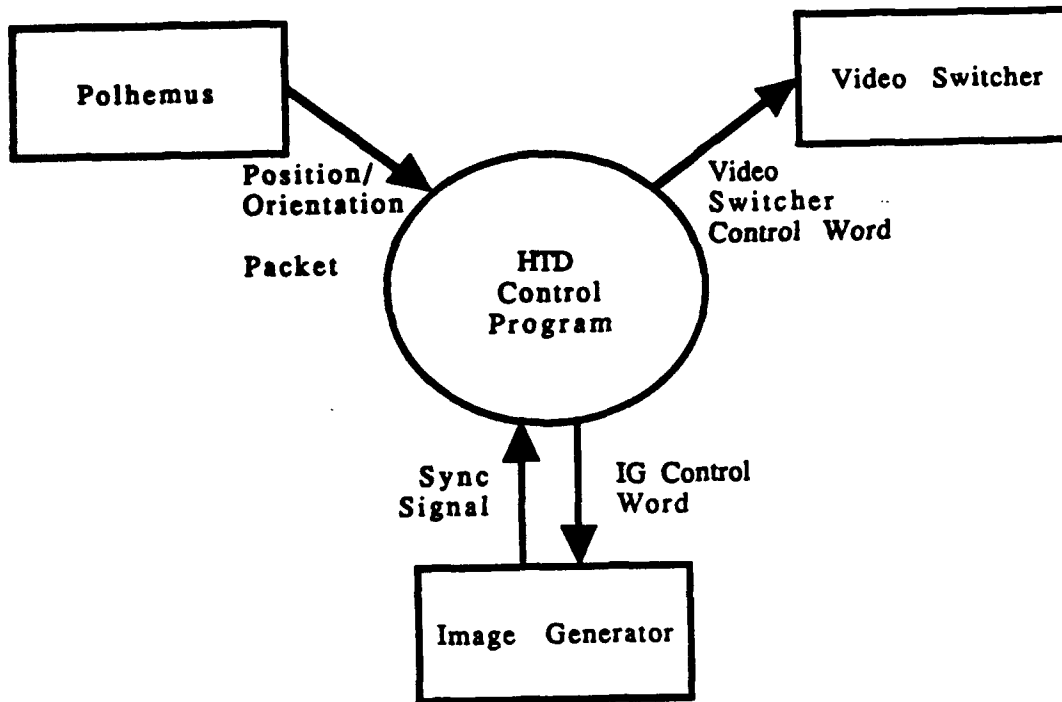 Polhemus
Video Switcher
Position/
Orientation
Packet
Video
Switcher
Control Word
HTD
Control
Program
Sync
Signal
IG Control
Word
Image Generator